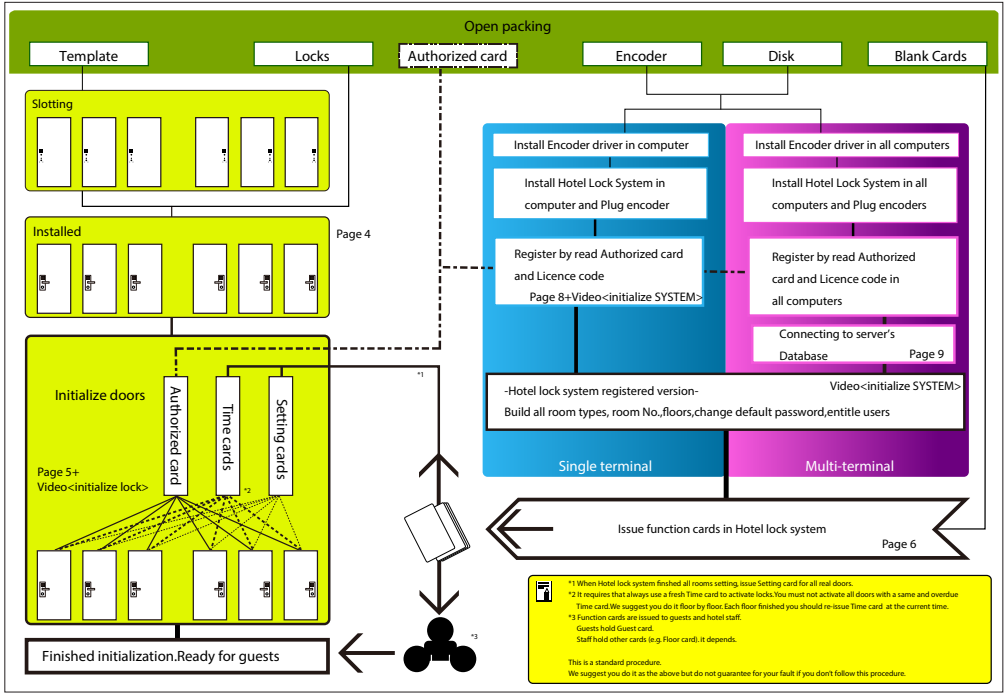 Open packing
Template
Locks
Authorized card
Encoder
Disk
Blank Cards
Slotting
Installed
Page 4
Install Encoder driver in computer
Install Hotel Lock System in
computer and Plug encoder
Register by read Authorized card
and Licence code
Page 8+Video<initialize SYSTEM>
Install Encoder driver in all computers
Install Hotel Lock System in all
computers and Plug encoders
Register by read Authorized
card and Licence code in
all computers
Connecting to server's
Database
Page 9
Video<initialize SYSTEM>
-Hotel lock system registered version-
Build all room types, room No.,floors,change default password,entitle users
Single terminal
Multi-terminal
Initialize doors
Authorized card
Time cards
Setting cards
*1
Page 5+
Video<initialize lock>
*2
Issue function cards in Hotel lock system
Page 6
*3
Finished initialization.Ready for guests
*1 When Hotel lock system finshed all rooms setting, issue Setting card for all real doors.
*2 It requires that always use a fresh Time card to activate locks.You must not activate all doors with a same and overdue
Time card.We suggest you do it floor by floor. Each floor finished you should re-issue Time card at the current time.
*3 Function cards are issued to guests and hotel staff.
Guests hold Guest card.
Staff hold other cards (e.g. Floor card). it depends.
This is a standard procedure.
We suggest you do it as the above but do not guarantee for your fault if you don't follow this procedure.